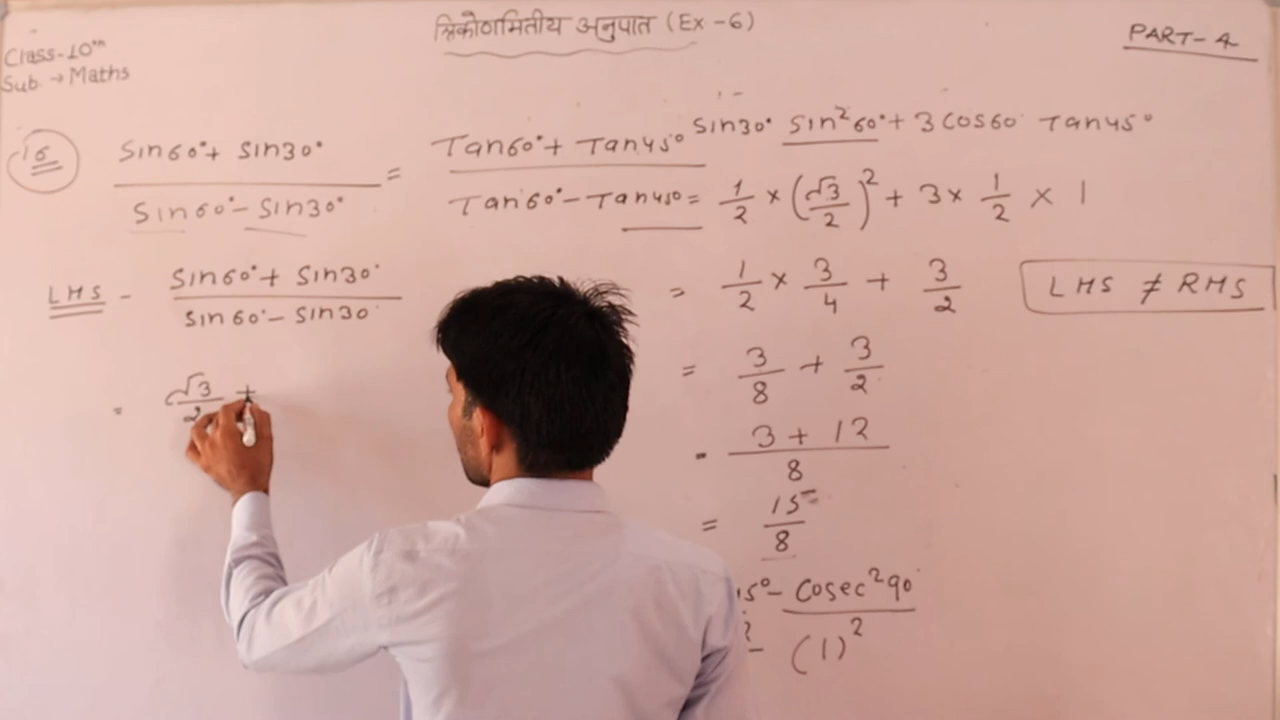 त्रिकोणमितीय अनुपात (Ex-6)
PART-4
Class-10th
Sub → Maths
16
Sin60°+ Sin30° / Sin60°- Sin30° = Tan60°+ Tan45° / Tan60°- Tan45°
LHS - Sin60°+ Sin30° / Sin60°- Sin30°
= √3/2 +
Sin30° Sin²60°+ 3 Cos60° Tan45°
= 1/2 × (√3/2)² + 3 × 1/2 × 1
= 1/2 × 3/4 + 3/2
LHS ≠ RHS
= 3/8 + 3/2
= 3 + 12 / 8
= 15/8
5°- Cosec²90°
- (1)²